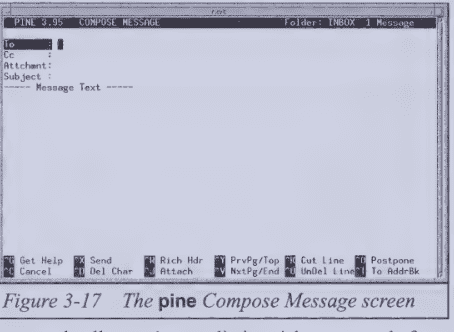 rxvt
PINE 3.95 COMPOSE MESSAGE Folder: INBOX 1 Message
To :
Cc :
Attchmnt:
Subject :
----- Message Text -----
^G Get Help ^X Send ^R Rich Hdr ^Y PrvPg/Top ^K Cut Line ^O Postpone
^C Cancel ^D Del Char ^J Attach ^V NxtPg/End ^U UnDel Line ^T To AddrBk
Figure 3-17 The pine Compose Message screen